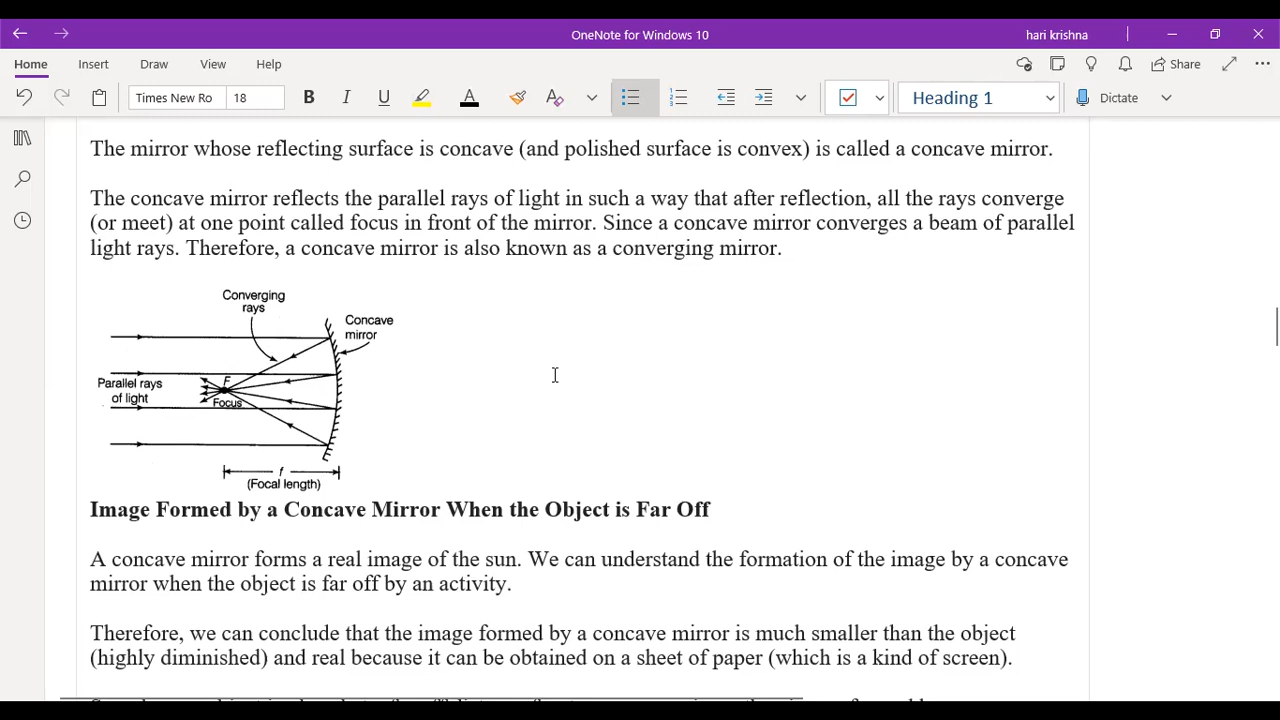 OneNote for Windows 10
hari krishna
Home
Insert
Draw
View
Help
Share
Times New Ro
18
B
I
U
A
A
Heading 1
Dictate
The mirror whose reflecting surface is concave (and polished surface is convex) is called a concave mirror.
The concave mirror reflects the parallel rays of light in such a way that after reflection, all the rays converge
(or meet) at one point called focus in front of the mirror. Since a concave mirror converges a beam of parallel
light rays. Therefore, a concave mirror is also known as a converging mirror.
Converging
rays
Concave
mirror
Parallel rays
of light
F
Focus
f
(Focal length)
Image Formed by a Concave Mirror When the Object is Far Off
A concave mirror forms a real image of the sun. We can understand the formation of the image by a concave
mirror when the object is far off by an activity.
Therefore, we can conclude that the image formed by a concave mirror is much smaller than the object
(highly diminished) and real because it can be obtained on a sheet of paper (which is a kind of screen).